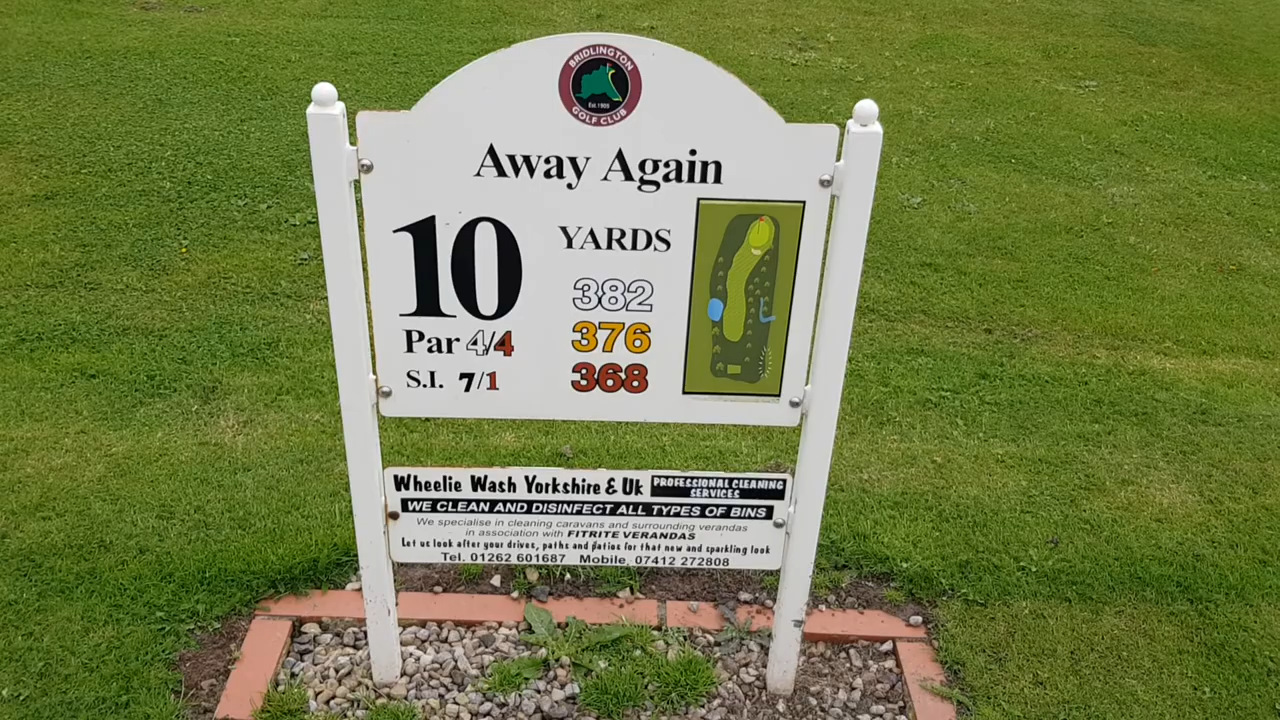 BRIDLINGTON
Est.1905
GOLF CLUB
Away Again
10
YARDS
382
376
368
Par 4/4
S.I. 7/1
Wheelie Wash Yorkshire & Uk
PROFESSIONAL CLEANING
SERVICES
WE CLEAN AND DISINFECT ALL TYPES OF BINS
We specialise in cleaning caravans and surrounding verandas
in association with FITRITE VERANDAS
Let us look after your drives, paths and patios for that new and sparkling look
Tel. 01262 601687 Mobile, 07412 272808